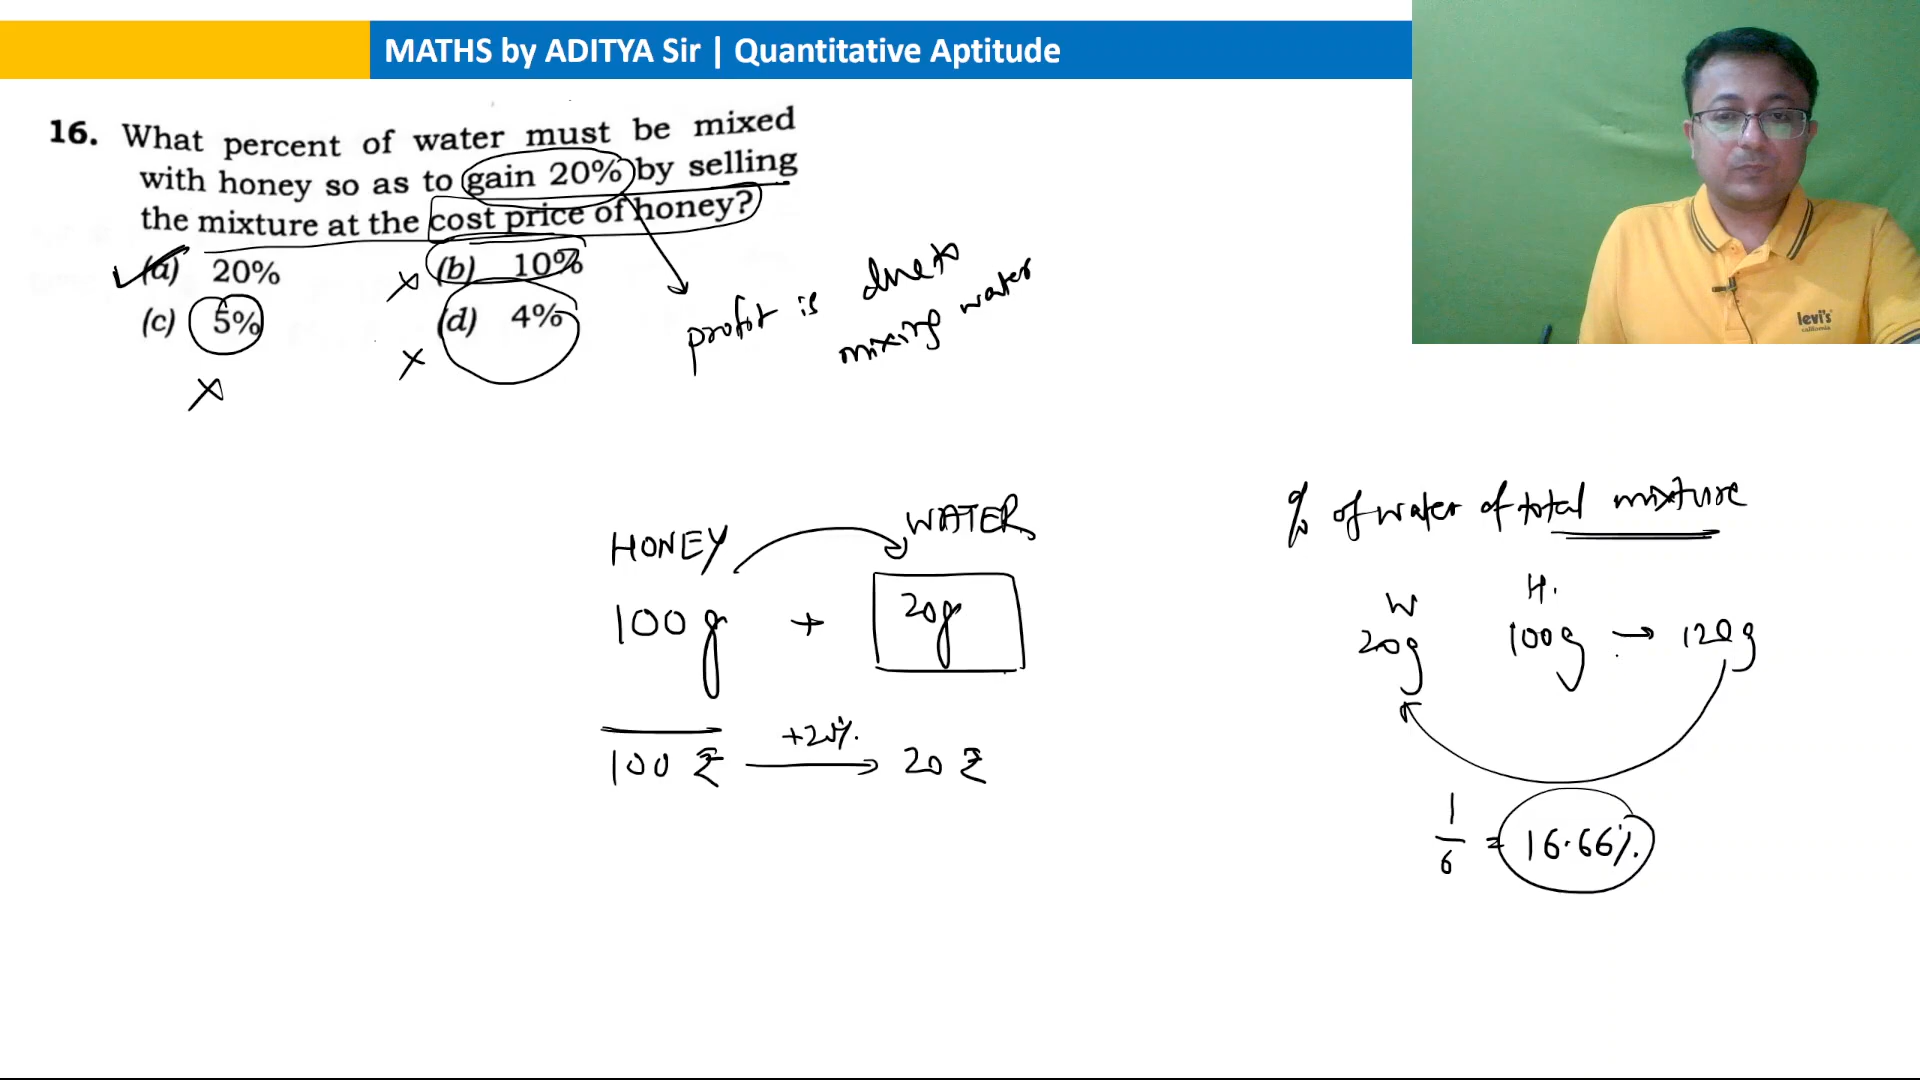 MATHS by ADITYA Sir | Quantitative Aptitude
16. What percent of water must be mixed
with honey so as to gain 20% by selling
the mixture at the cost price of honey?
(a) 20% (b) 10%
(c) 5% (d) 4%
profit is due to
mixing water
HONEY WATER
100 g + 20g
100 ₹ +20% 20 ₹
% of water of total mixture
W H.
20g 100g → 120g
1/6 = 16.66%
levi's
california